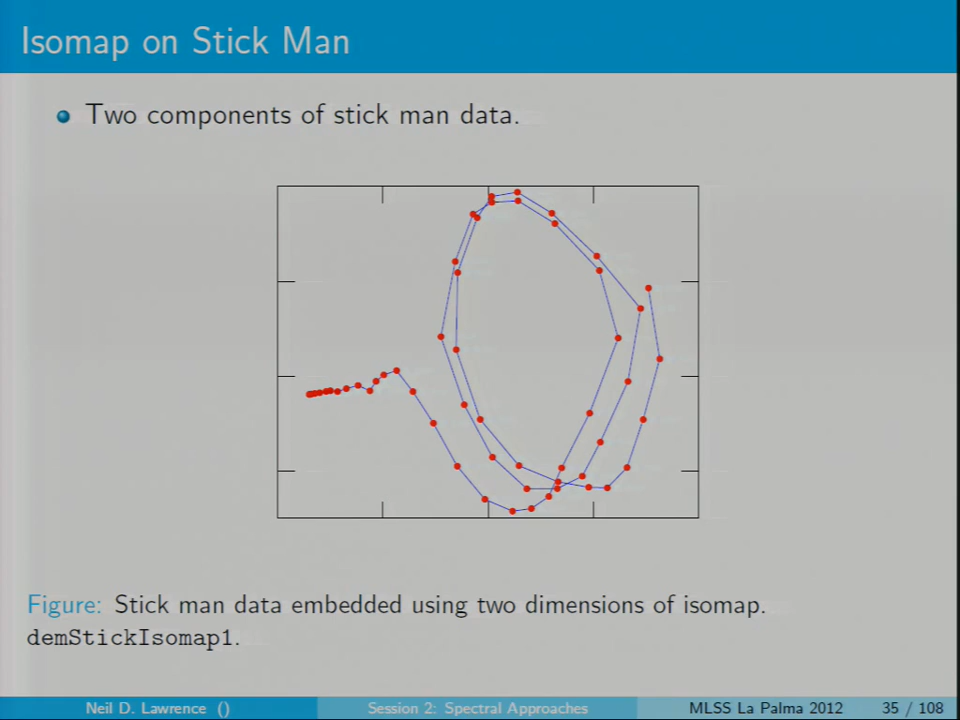 Isomap on Stick Man
Two components of stick man data.
Figure: Stick man data embedded using two dimensions of isomap.
demStickIsomap1.
Neil D. Lawrence () Session 2: Spectral Approaches MLSS La Palma 2012 35 / 108